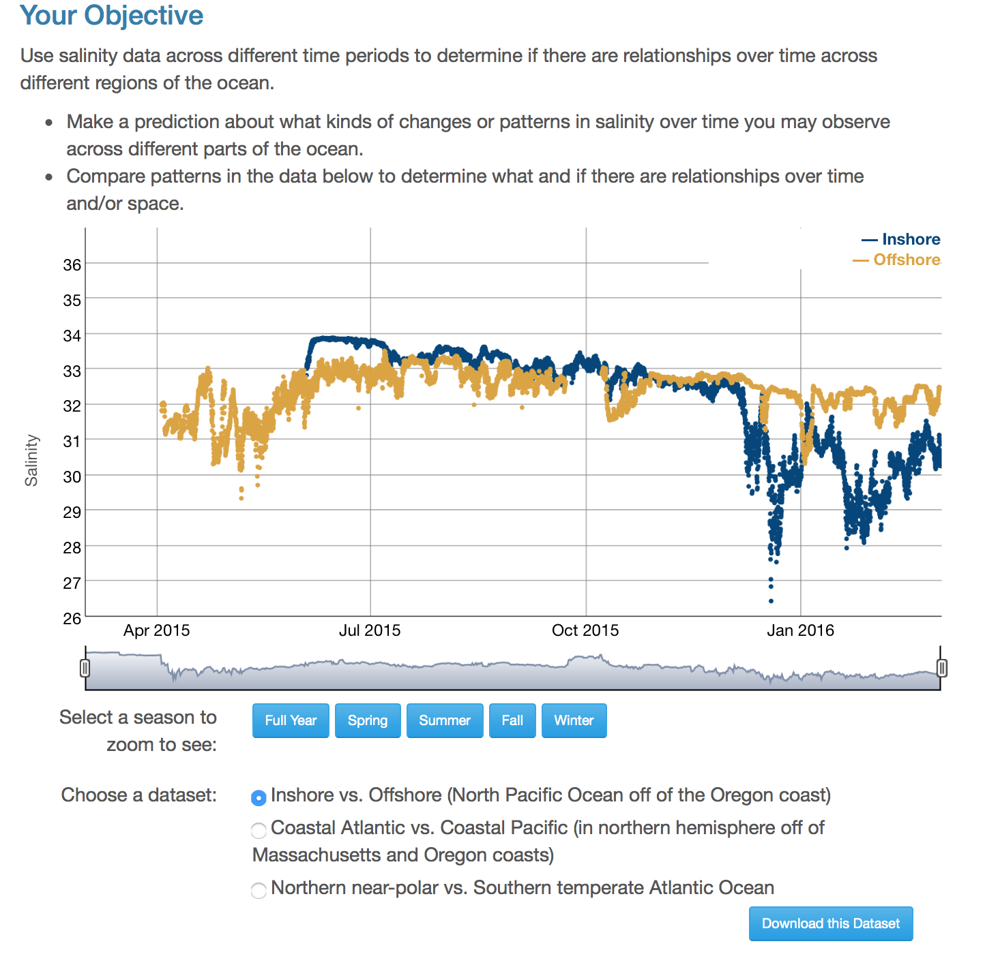 Your Objective
Use salinity data across different time periods to determine if there are relationships over time across
different regions of the ocean.
• Make a prediction about what kinds of changes or patterns in salinity over time you may observe
across different parts of the ocean.
• Compare patterns in the data below to determine what and if there are relationships over time
and/or space.
Inshore
Offshore
36
35
34
33
32
31
30
29
28
27
26
Salinity
Apr 2015
Jul 2015
Oct 2015
Jan 2016
Select a season to
zoom to see:
Full Year
Spring
Summer
Fall
Winter
Choose a dataset:
Inshore vs. Offshore (North Pacific Ocean off of the Oregon coast)
Coastal Atlantic vs. Coastal Pacific (in northern hemisphere off of
Massachusetts and Oregon coasts)
Northern near-polar vs. Southern temperate Atlantic Ocean
Download this Dataset